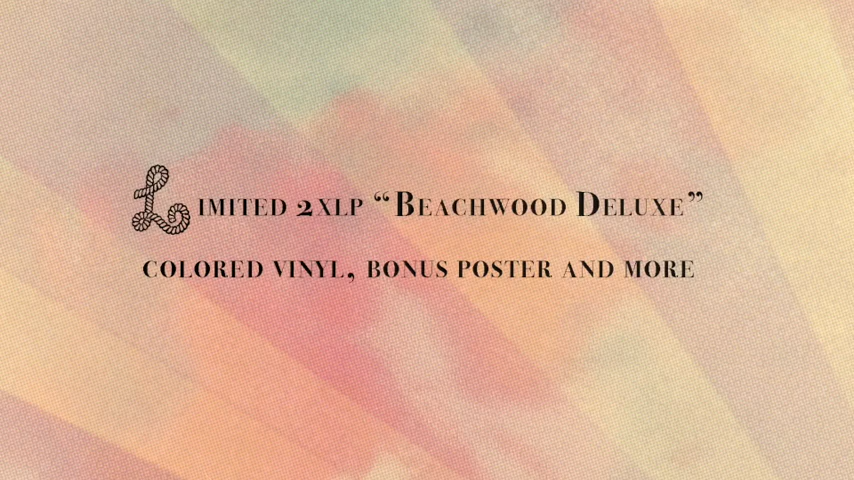 Limited 2xLP “Beachwood Deluxe”
colored vinyl, bonus poster and more